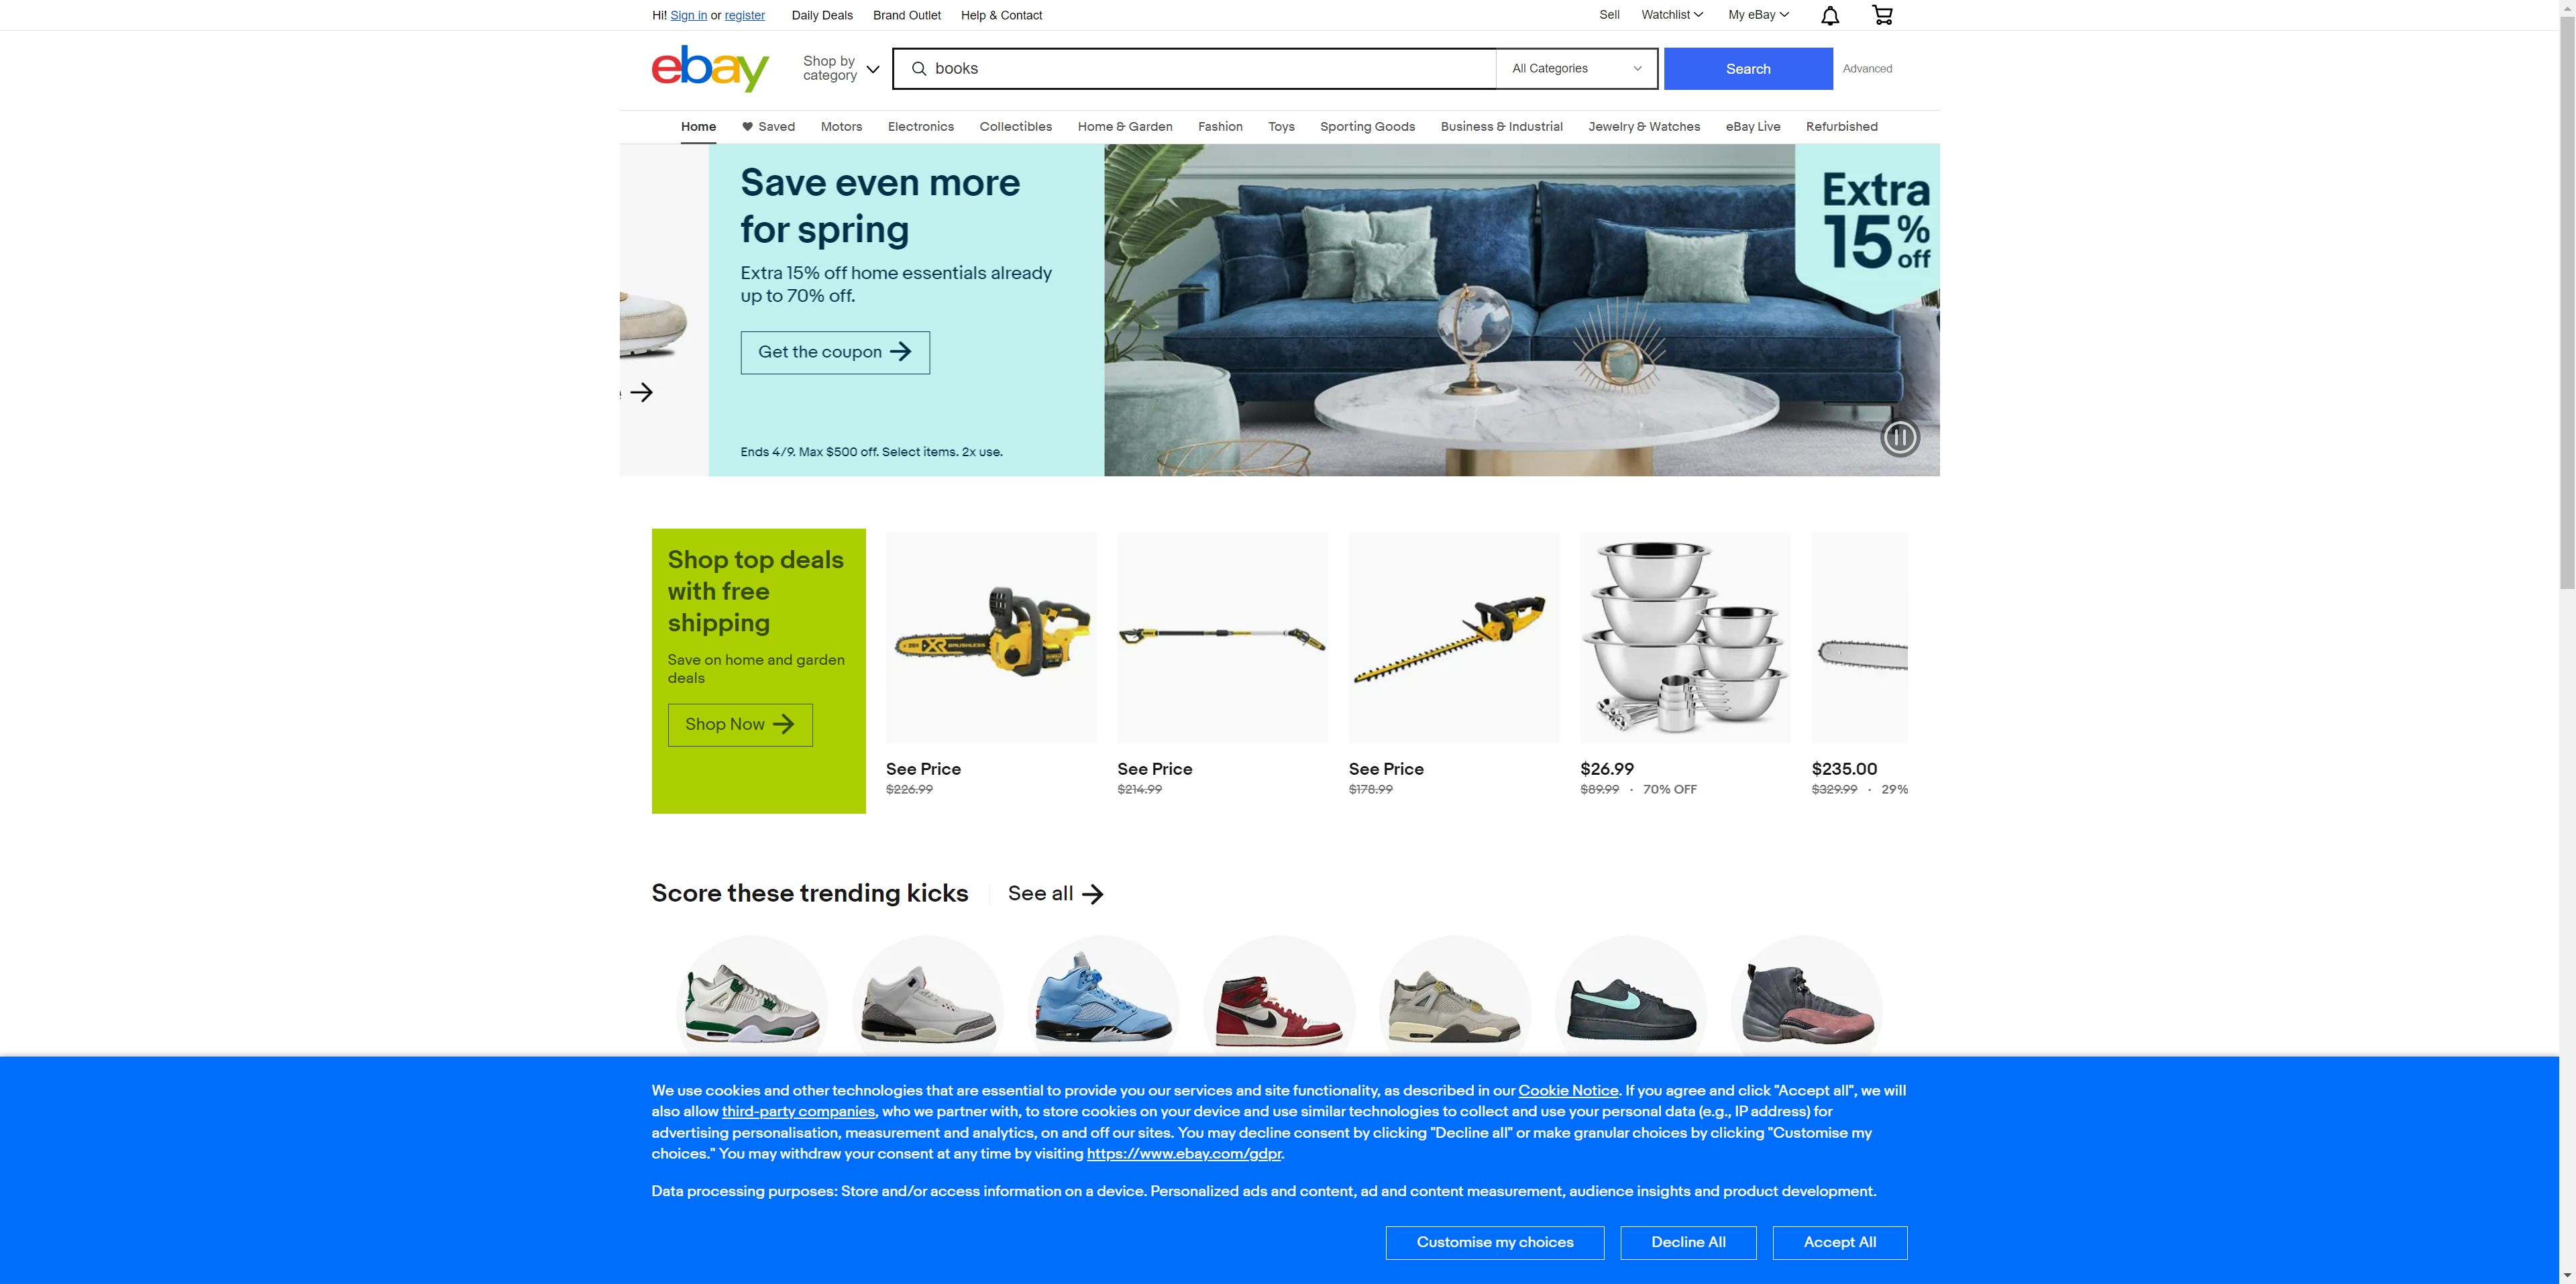 Hi! Sign in or register
Daily Deals
Brand Outlet
Help & Contact
Sell
Watchlist
My eBay
ebay
Shop by
category
books
All Categories
Search
Advanced
Home
Saved
Motors
Electronics
Collectibles
Home & Garden
Fashion
Toys
Sporting Goods
Business & Industrial
Jewelry & Watches
eBay Live
Refurbished
Save even more
for spring
Extra 15% off home essentials already
up to 70% off.
Get the coupon
Ends 4/9. Max $500 off. Select items. 2x use.
Extra
15%
off
Shop top deals
with free
shipping
Save on home and garden
deals
Shop Now
XR BRUSHLESS
See Price
$226.99
See Price
$214.99
See Price
$178.99
$26.99
$89.99 · 70% OFF
$235.00
$329.99 · 29%
Score these trending kicks
See all
We use cookies and other technologies that are essential to provide you our services and site functionality, as described in our Cookie Notice. If you agree and click "Accept all", we will
also allow third-party companies, who we partner with, to store cookies on your device and use similar technologies to collect and use your personal data (e.g., IP address) for
advertising personalisation, measurement and analytics, on and off our sites. You may decline consent by clicking "Decline all" or make granular choices by clicking "Customise my
choices." You may withdraw your consent at any time by visiting https://www.ebay.com/gdpr.
Data processing purposes: Store and/or access information on a device. Personalized ads and content, ad and content measurement, audience insights and product development.
Customise my choices
Decline All
Accept All